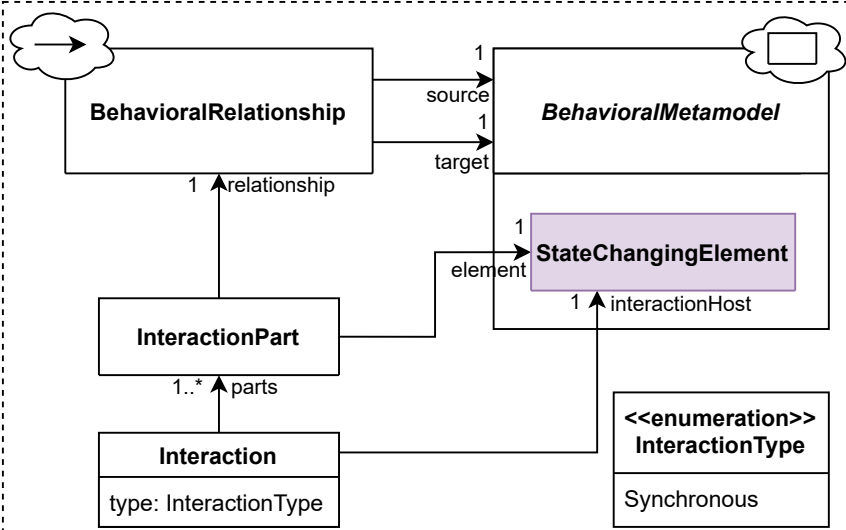 1
source
BehavioralRelationship
BehavioralMetamodel
1
target
1 relationship
1
StateChangingElement
element
1 interactionHost
InteractionPart
1..* parts
<<enumeration>>
InteractionType
Interaction
type: InteractionType
Synchronous